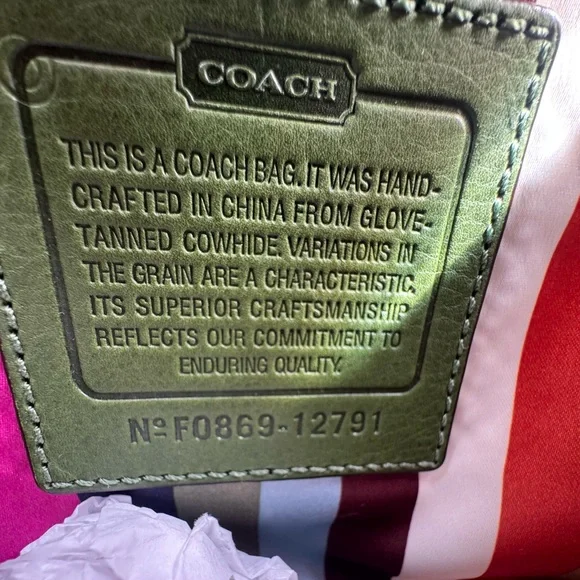 COACH
THIS IS A COACH BAG. IT WAS HAND-
CRAFTED IN CHINA FROM GLOVE-
TANNED COWHIDE. VARIATIONS IN
THE GRAIN ARE A CHARACTERISTIC.
ITS SUPERIOR CRAFTSMANSHIP
REFLECTS OUR COMMITMENT TO
ENDURING QUALITY.
Nº F0869-12791